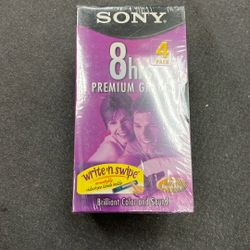 SONY
4
PACK
8h
PREMIUM G
write 'n swipe
Brilliant Color and Sound